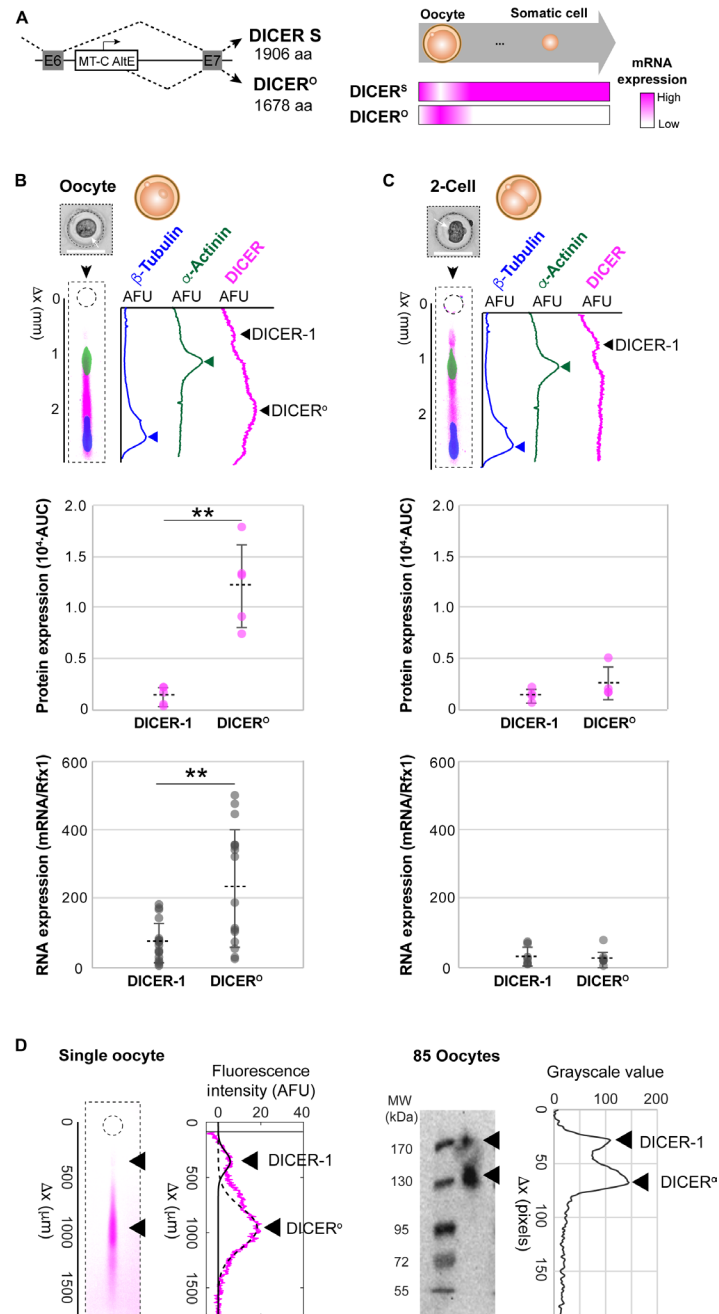 A
E6
MT-C AltE
E7
DICER S
1906 aa
DICERᴼ
1678 aa
Oocyte
...
Somatic cell
mRNA
expression
DICERˢ
DICERᴼ
High
Low
B
Oocyte
β-Tubulin
α-Actinin
DICER
Δx (mm)
0
1
2
AFU
AFU
AFU
DICER-1
DICERᵒ
Protein expression (10⁴·AUC)
2.0
1.5
1.0
0.5
0
**
DICER-1
DICERᴼ
RNA expression (mRNA/Rfx1)
600
400
200
0
**
DICER-1
DICERᴼ
C
2-Cell
β-Tubulin
α-Actinin
DICER
Δx (mm)
0
1
2
AFU
AFU
AFU
DICER-1
Protein expression (10⁴·AUC)
2.0
1.5
1.0
0.5
0
DICER-1
DICERᴼ
RNA expression (mRNA/Rfx1)
600
400
200
0
DICER-1
DICERᴼ
D
Single oocyte
Δx (µm)
0
500
1000
1500
Fluorescence
intensity (AFU)
0 20 40
Δx (µm)
0
500
1000
1500
DICER-1
DICERᵒ
85 Oocytes
MW
(kDa)
170
130
95
72
55
Grayscale value
0 100 200
Δx (pixels)
0
50
100
150
DICER-1
DICERᵅ